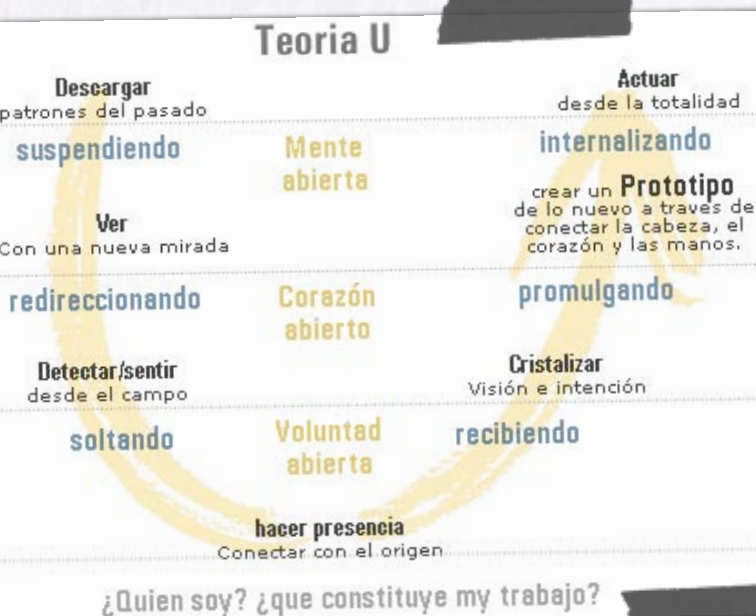 Teoria U
Descargar
patrones del pasado
suspendiendo
Mente
abierta
Actuar
desde la totalidad
internalizando
Ver
Con una nueva mirada
crear un Prototipo
de lo nuevo a traves de
conectar la cabeza, el
corazón y las manos.
redireccionando
Corazón
abierto
promulgando
Detectar/sentir
desde el campo
Cristalizar
Visión e intención
soltando
Voluntad
abierta
recibiendo
hacer presencia
Conectar con el origen
¿Quien soy? ¿que constituye my trabajo?